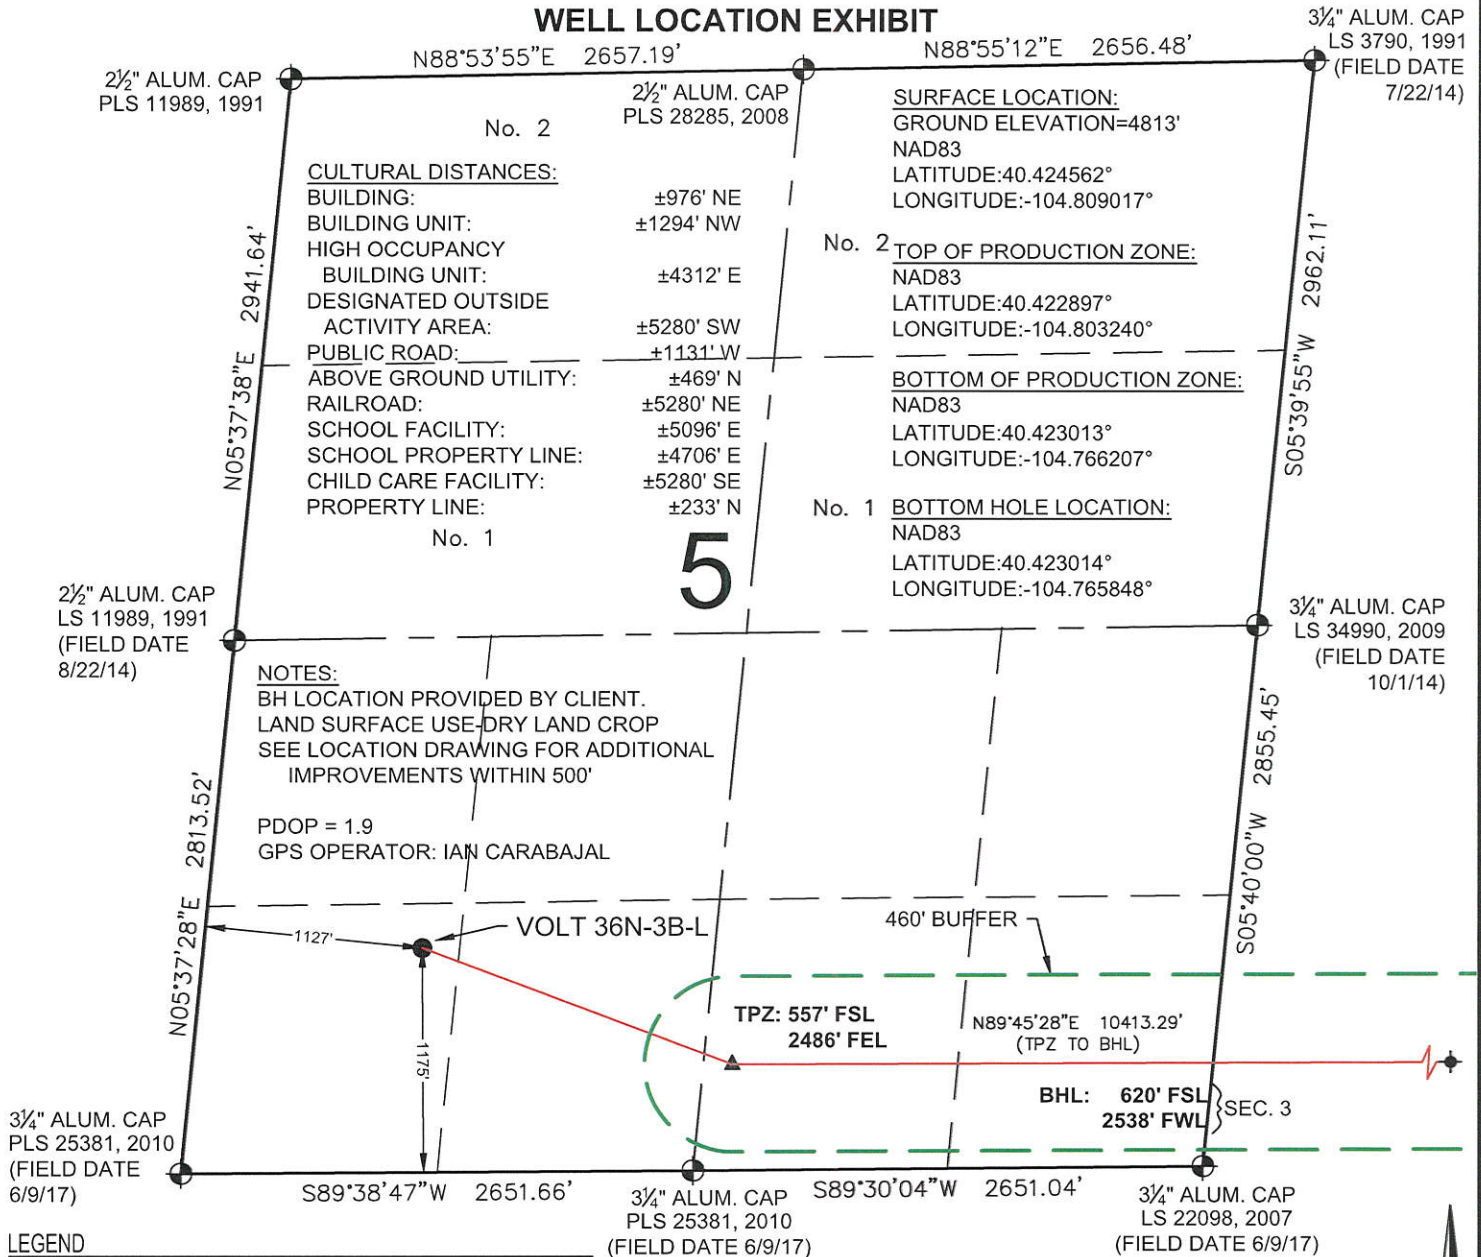 WELL LOCATION EXHIBIT
N88°53'55"E 2657.19'
N88°55'12"E 2656.48'
3¼" ALUM. CAP
LS 3790, 1991
(FIELD DATE
7/22/14)
2½" ALUM. CAP
PLS 11989, 1991
2½" ALUM. CAP
PLS 28285, 2008
No. 2
CULTURAL DISTANCES:
BUILDING: ±976' NE
BUILDING UNIT: ±1294' NW
HIGH OCCUPANCY
BUILDING UNIT: ±4312' E
DESIGNATED OUTSIDE
ACTIVITY AREA: ±5280' SW
PUBLIC ROAD: ±1131' W
ABOVE GROUND UTILITY: ±469' N
RAILROAD: ±5280' NE
SCHOOL FACILITY: ±5096' E
SCHOOL PROPERTY LINE: ±4706' E
CHILD CARE FACILITY: ±5280' SE
PROPERTY LINE: ±233' N
No. 1
SURFACE LOCATION:
GROUND ELEVATION=4813'
NAD83
LATITUDE:40.424562°
LONGITUDE:-104.809017°
No. 2
TOP OF PRODUCTION ZONE:
NAD83
LATITUDE:40.422897°
LONGITUDE:-104.803240°
BOTTOM OF PRODUCTION ZONE:
NAD83
LATITUDE:40.423013°
LONGITUDE:-104.766207°
No. 1
BOTTOM HOLE LOCATION:
NAD83
LATITUDE:40.423014°
LONGITUDE:-104.765848°
N05°37'38"E 2941.64'
S05°39'55"W 2962.11'
5
2½" ALUM. CAP
LS 11989, 1991
(FIELD DATE
8/22/14)
3¼" ALUM. CAP
LS 34990, 2009
(FIELD DATE
10/1/14)
NOTES:
BH LOCATION PROVIDED BY CLIENT.
LAND SURFACE USE-DRY LAND CROP
SEE LOCATION DRAWING FOR ADDITIONAL
IMPROVEMENTS WITHIN 500'
PDOP = 1.9
GPS OPERATOR: IAN CARABAJAL
N05°37'28"E 2813.52'
S05°40'00"W 2855.45'
VOLT 36N-3B-L
1127'
1175'
460' BUFFER
TPZ: 557' FSL
2486' FEL
N89°45'28"E 10413.29'
(TPZ TO BHL)
BHL: 620' FSL
2538' FWL
SEC. 3
3¼" ALUM. CAP
PLS 25381, 2010
(FIELD DATE
6/9/17)
S89°38'47"W 2651.66'
3¼" ALUM. CAP
PLS 25381, 2010
(FIELD DATE 6/9/17)
S89°30'04"W 2651.04'
3¼" ALUM. CAP
LS 22098, 2007
(FIELD DATE 6/9/17)
LEGEND